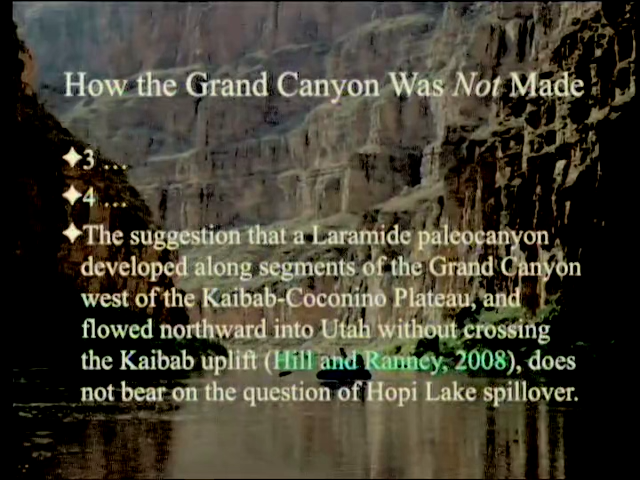 How the Grand Canyon Was Not Made
3 ...
4 ...
The suggestion that a Laramide paleocanyon
developed along segments of the Grand Canyon
west of the Kaibab-Coconino Plateau, and
flowed northward into Utah without crossing
the Kaibab uplift (Hill and Ranney, 2008), does
not bear on the question of Hopi Lake spillover.